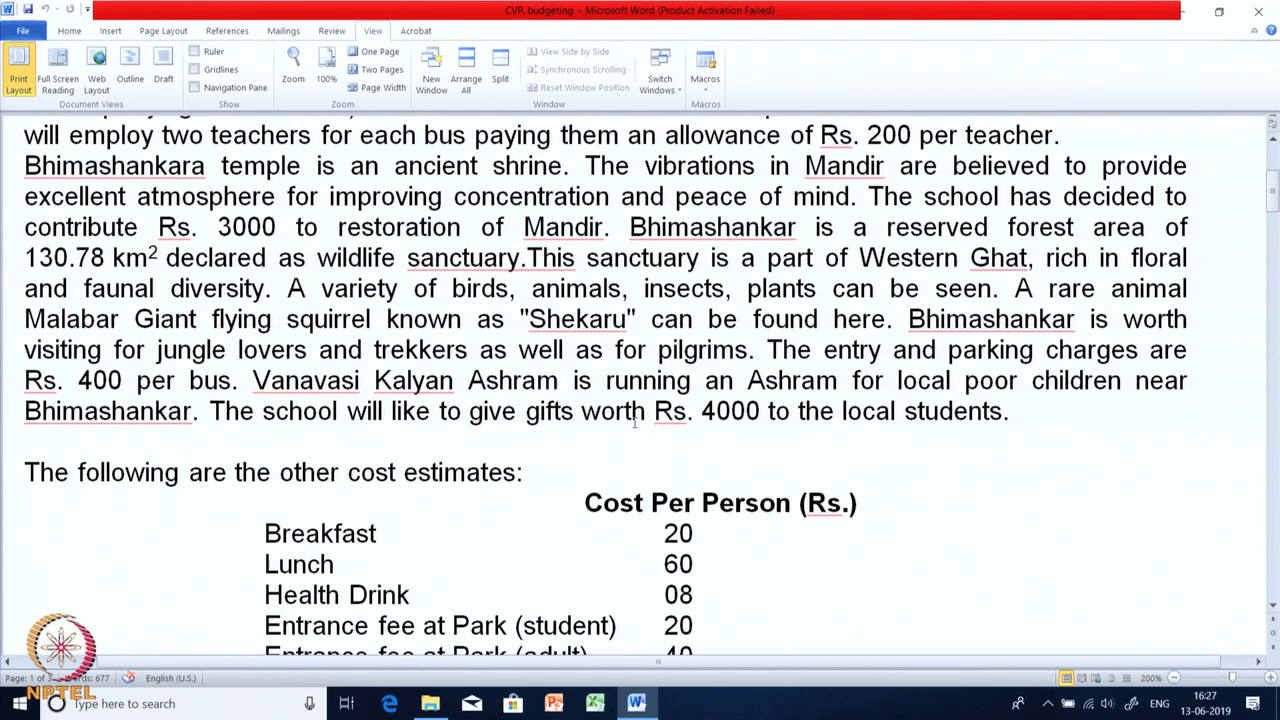 CVP, budgeting - Microsoft Word (Product Activation Failed)
File Home Insert Page Layout References Mailings Review View Acrobat
Print Layout
Full Screen Reading
Web Layout
Outline
Draft
Document Views
Ruler
Gridlines
Navigation Pane
Show
Zoom
100%
One Page
Two Pages
Page Width
Zoom
New Window
Arrange All
Split
View Side by Side
Synchronous Scrolling
Reset Window Position
Switch Windows
Window
Macros
Macros
will employ two teachers for each bus paying them an allowance of Rs. 200 per teacher.
Bhimashankara temple is an ancient shrine. The vibrations in Mandir are believed to provide
excellent atmosphere for improving concentration and peace of mind. The school has decided to
contribute Rs. 3000 to restoration of Mandir. Bhimashankar is a reserved forest area of
130.78 km² declared as wildlife sanctuary.This sanctuary is a part of Western Ghat, rich in floral
and faunal diversity. A variety of birds, animals, insects, plants can be seen. A rare animal
Malabar Giant flying squirrel known as "Shekaru" can be found here. Bhimashankar is worth
visiting for jungle lovers and trekkers as well as for pilgrims. The entry and parking charges are
Rs. 400 per bus. Vanavasi Kalyan Ashram is running an Ashram for local poor children near
Bhimashankar. The school will like to give gifts worth Rs. 4000 to the local students.
The following are the other cost estimates:
Cost Per Person (Rs.)
Breakfast 20
Lunch 60
Health Drink 08
Entrance fee at Park (student) 20
Entrance fee at Park (adult) 40
Page: 1 of 3 Words: 677 English (U.S.) 200%
NPTEL
Type here to search
ENG
16:27
13-06-2019